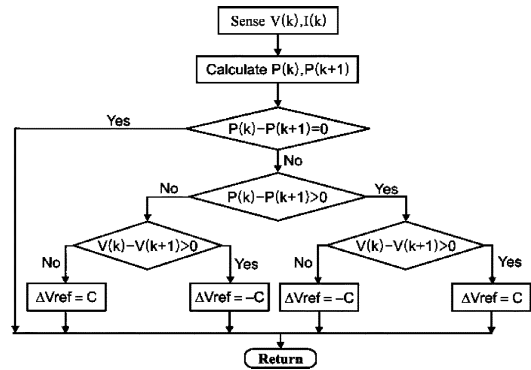 Sense V(k),I(k)
Calculate P(k),P(k+1)
Yes
P(k)−P(k+1)=0
No
No
P(k)−P(k+1)>0
Yes
V(k)−V(k+1)>0
V(k)−V(k+1)>0
No
Yes
No
Yes
ΔVref = C
ΔVref = −C
ΔVref = −C
ΔVref = C
Return